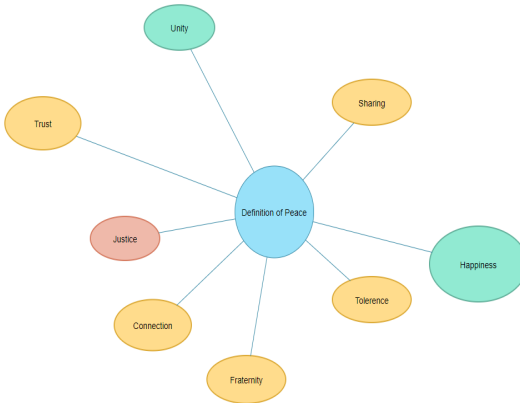 Unity
Sharing
Trust
Definition of Peace
Justice
Happiness
Tolerence
Connection
Fraternity